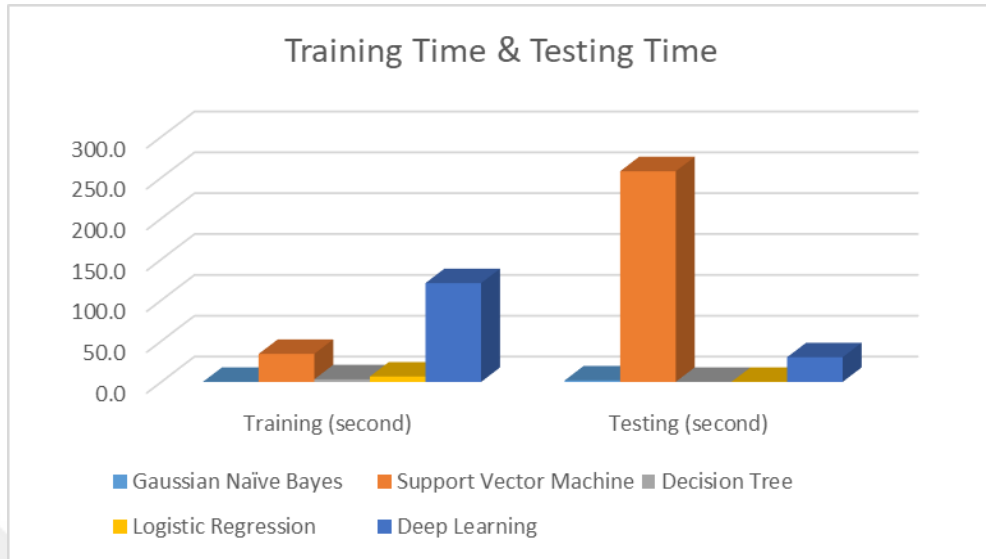 Training Time & Testing Time
300.0
250.0
200.0
150.0
100.0
50.0
0.0
Training (second) Testing (second)
Gaussian Naïve Bayes Support Vector Machine Decision Tree
Logistic Regression Deep Learning